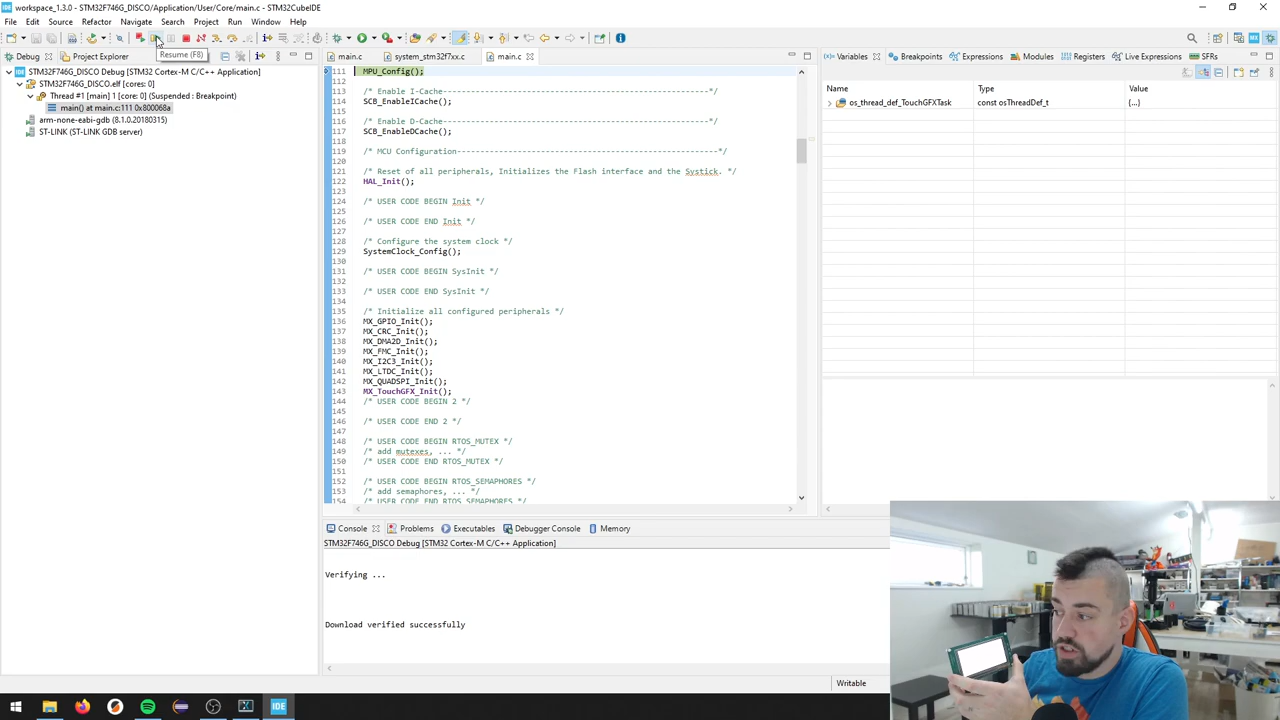 workspace_1.3.0 - STM32F746G_DISCO/Application/User/Core/main.c - STM32CubeIDE
File Edit Source Refactor Navigate Search Project Run Window Help
Resume (F8)
Debug Project Explorer
STM32F746G_DISCO Debug [STM32 Cortex-M C/C++ Application]
STM32F746G_DISCO.elf [cores: 0]
Thread #1 [main] 1 [core: 0] (Suspended : Breakpoint)
main() at main.c:111 0x800068a
arm-none-eabi-gdb (8.1.0.20180315)
ST-LINK (ST-LINK GDB server)
main.c system_stm32f7xx.c main.c
111 MPU_Config();
112
113 /* Enable I-Cache---------------------------------------------------------*/
114 SCB_EnableICache();
115
116 /* Enable D-Cache---------------------------------------------------------*/
117 SCB_EnableDCache();
118
119 /* MCU Configuration--------------------------------------------------------*/
120
121 /* Reset of all peripherals, Initializes the Flash interface and the Systick. */
122 HAL_Init();
123
124 /* USER CODE BEGIN Init */
125
126 /* USER CODE END Init */
127
128 /* Configure the system clock */
129 SystemClock_Config();
130
131 /* USER CODE BEGIN SysInit */
132
133 /* USER CODE END SysInit */
134
135 /* Initialize all configured peripherals */
136 MX_GPIO_Init();
137 MX_CRC_Init();
138 MX_DMA2D_Init();
139 MX_FMC_Init();
140 MX_I2C3_Init();
141 MX_LTDC_Init();
142 MX_QUADSPI_Init();
143 MX_TouchGFX_Init();
144 /* USER CODE BEGIN 2 */
145
146 /* USER CODE END 2 */
147
148 /* USER CODE BEGIN RTOS_MUTEX */
149 /* add mutexes, ... */
150 /* USER CODE END RTOS_MUTEX */
151
152 /* USER CODE BEGIN RTOS_SEMAPHORES */
153 /* add semaphores, ... */
154 /* USER CODE END RTOS_SEMAPHORES */
Variables Breakpoints Expressions Modules Registers Live Expressions SFRs
Name Type Value
os_thread_def_TouchGFXTask const osThreadDef_t {...}
Console Problems Executables Debugger Console Memory
STM32F746G_DISCO Debug [STM32 Cortex-M C/C++ Application]
Verifying ...
Download verified successfully
Writable
IDE